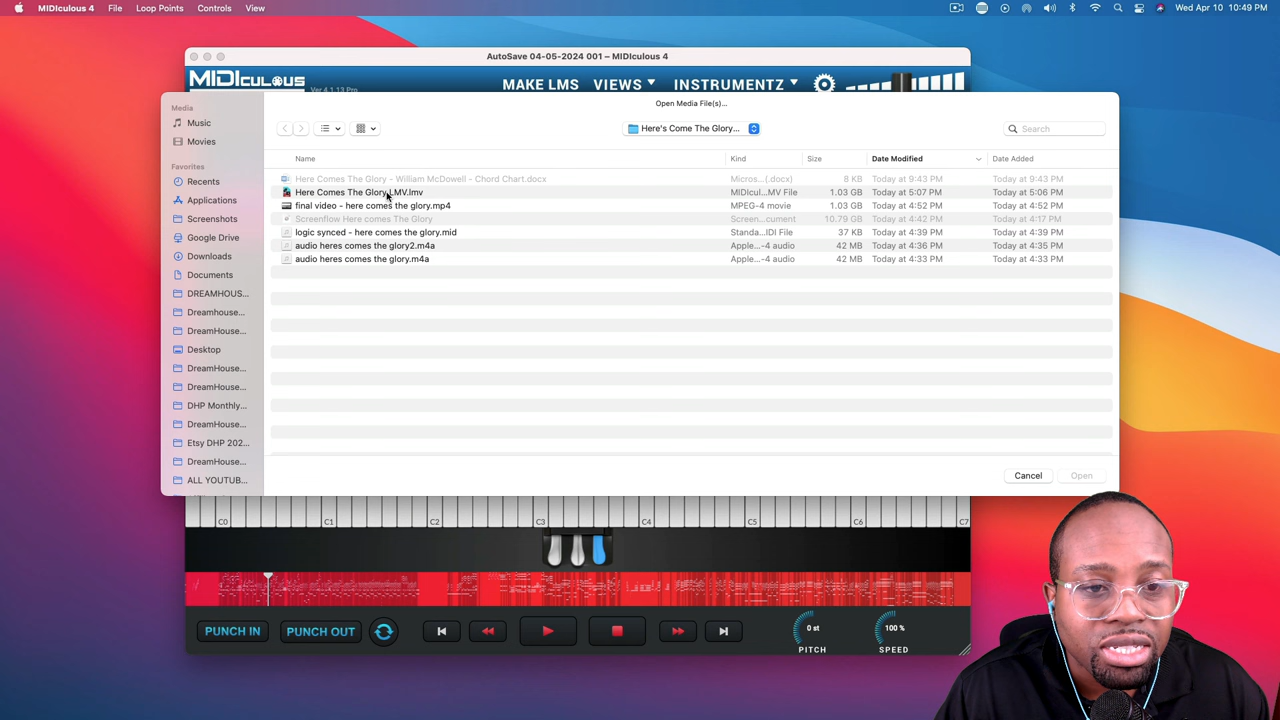 MIDIculous 4 File Loop Points Controls View Wed Apr 10 10:49 PM
AutoSave 04-05-2024 001 – MIDIculous 4
MIDIculous Ver 4.1.13 Pro MAKE LMS VIEWS INSTRUMENTZ
Open Media File(s)...
Here's Come The Glory... Search
Media
Music
Movies
Favorites
Recents
Applications
Screenshots
Google Drive
Downloads
Documents
DREAMHOUS...
Dreamhouse...
DreamHouse...
Desktop
DreamHouse...
DreamHouse...
DHP Monthly...
DreamHouse...
Etsy DHP 202...
DreamHouse...
ALL YOUTUB...
Name Kind Size Date Modified Date Added
Here Comes The Glory - William McDowell - Chord Chart.docx Micros...(.docx) 8 KB Today at 9:43 PM Today at 9:43 PM
Here Comes The Glory LMV.lmv MIDIcul...MV File 1.03 GB Today at 5:07 PM Today at 5:06 PM
final video - here comes the glory.mp4 MPEG-4 movie 1.03 GB Today at 4:52 PM Today at 4:52 PM
Screenflow Here comes The Glory Screen...cument 10.79 GB Today at 4:42 PM Today at 4:17 PM
logic synced - here comes the glory.mid Standa...IDI File 37 KB Today at 4:39 PM Today at 4:39 PM
audio heres comes the glory2.m4a Apple...-4 audio 42 MB Today at 4:36 PM Today at 4:35 PM
audio heres comes the glory.m4a Apple...-4 audio 42 MB Today at 4:33 PM Today at 4:33 PM
Cancel Open
C0 C1 C2 C3 C4 C5 C6 C7
PUNCH IN PUNCH OUT 0 st 100 %
PITCH SPEED